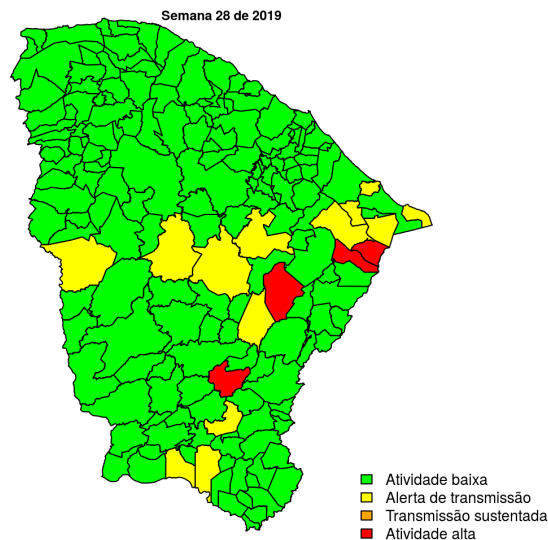 Semana 28 de 2019
Atividade baixa
Alerta de transmissão
Transmissão sustentada
Atividade alta